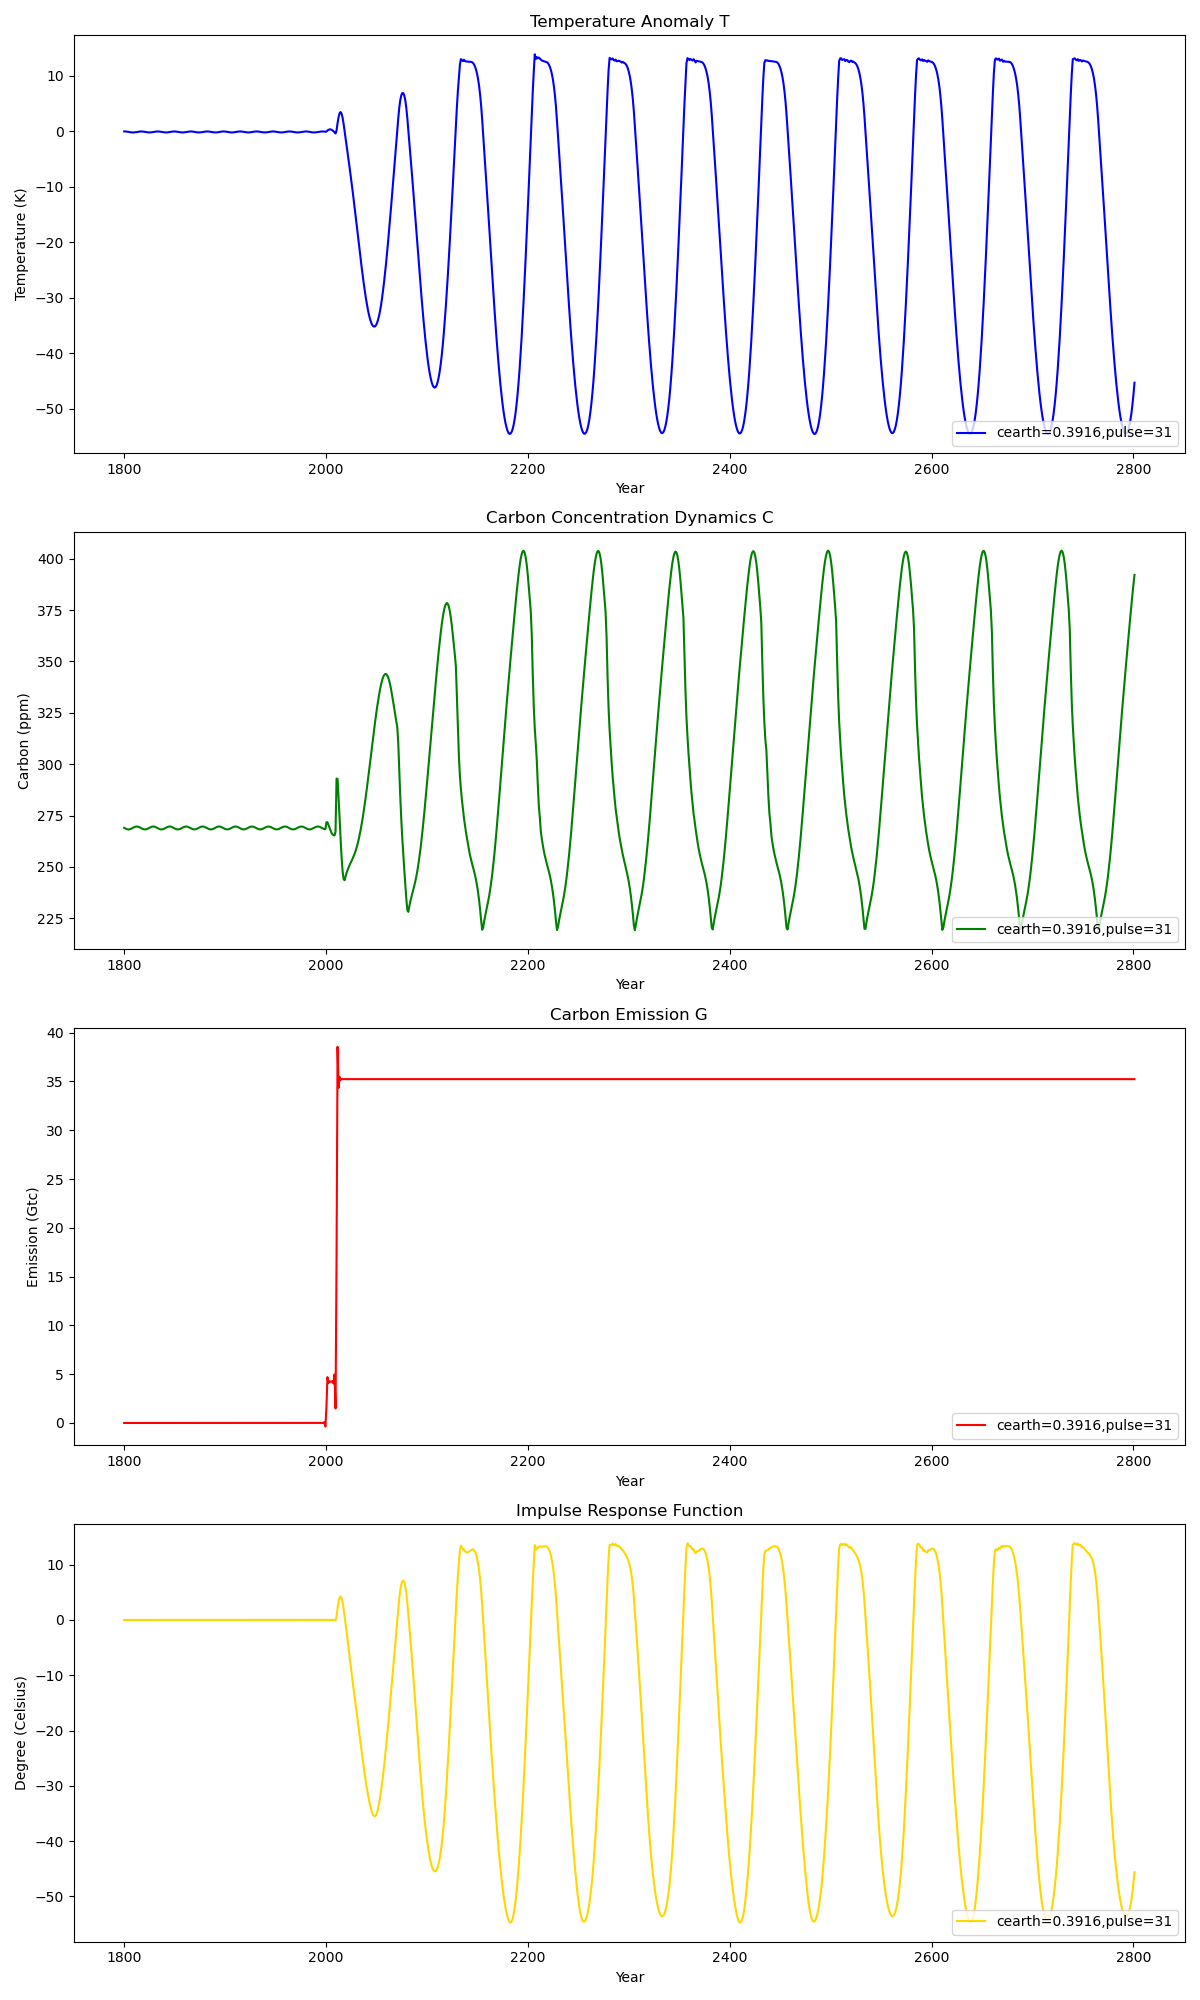 Temperature Anomaly T
10
0
−10
−20
−30
−40
−50
Temperature (K)
cearth=0.3916,pulse=31
1800 2000 2200 2400 2600 2800
Year
Carbon Concentration Dynamics C
400
375
350
325
300
275
250
225
Carbon (ppm)
cearth=0.3916,pulse=31
1800 2000 2200 2400 2600 2800
Year
Carbon Emission G
40
35
30
25
20
15
10
5
0
Emission (Gtc)
cearth=0.3916,pulse=31
1800 2000 2200 2400 2600 2800
Year
Impulse Response Function
10
0
−10
−20
−30
−40
−50
Degree (Celsius)
cearth=0.3916,pulse=31
1800 2000 2200 2400 2600 2800
Year